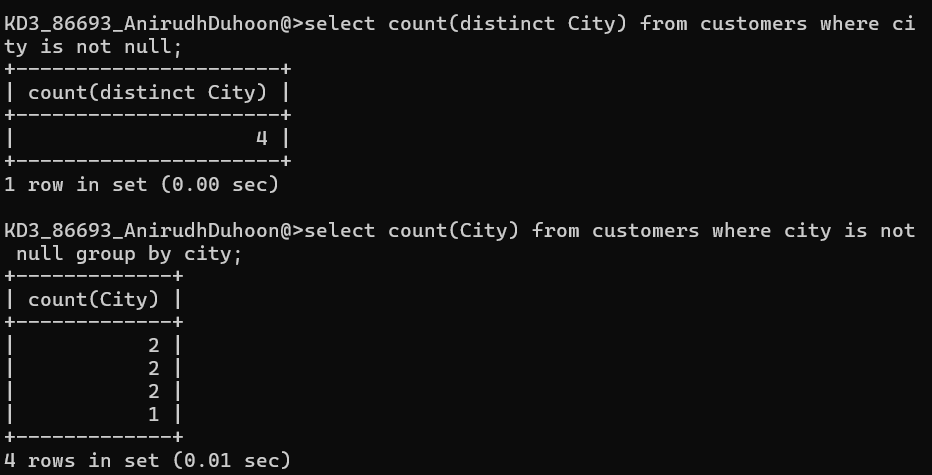 KD3_86693_AnirudhDuhoon@>select count(distinct City) from customers where ci
ty is not null;
+----------------------+
| count(distinct City) |
+----------------------+
|                    4 |
+----------------------+
1 row in set (0.00 sec)

KD3_86693_AnirudhDuhoon@>select count(City) from customers where city is not
 null group by city;
+-------------+
| count(City) |
+-------------+
|           2 |
|           2 |
|           2 |
|           1 |
+-------------+
4 rows in set (0.01 sec)